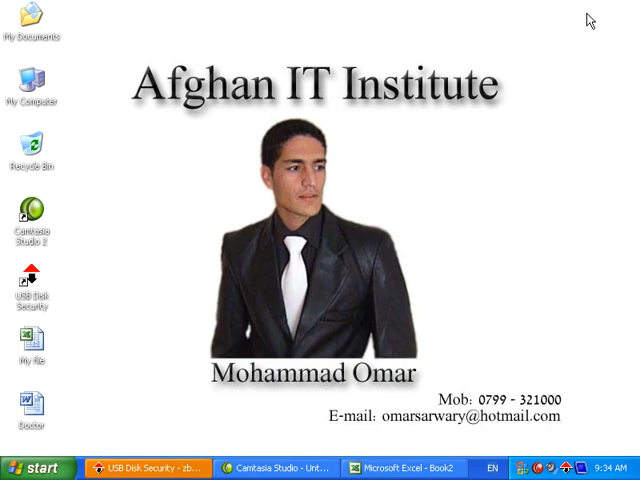 My Documents
My Computer
Recycle Bin
Camtasia
Studio 2
USB Disk
Security
My file
Doctor
Afghan IT Institute
Mohammad Omar
Mob: 0799 - 321000
E-mail: omarsarwary@hotmail.com
start
USB Disk Security - zb...
Camtasia Studio - Unt...
Microsoft Excel - Book2
EN
9:34 AM